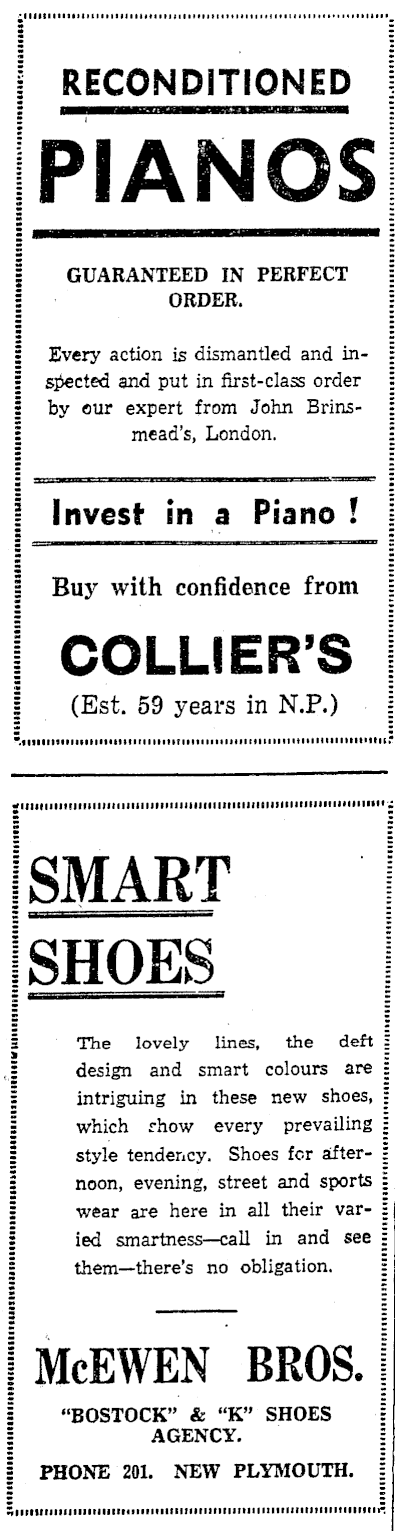 RECONDITIONED
PIANOS
GUARANTEED IN PERFECT
ORDER.
Every action is dismantled and in-
spected and put in first-class order
by our expert from John Brins-
mead's, London.
Invest in a Piano !
Buy with confidence from
COLLIER'S
(Est. 59 years in N.P.)
SMART
SHOES
The lovely lines, the deft
design and smart colours are
intriguing in these new shoes,
which show every prevailing
style tendency. Shoes for after-
noon, evening, street and sports
wear are here in all their var-
ied smartness—call in and see
them—there's no obligation.
McEWEN BROS.
"BOSTOCK" & "K" SHOES
AGENCY.
PHONE 201. NEW PLYMOUTH.